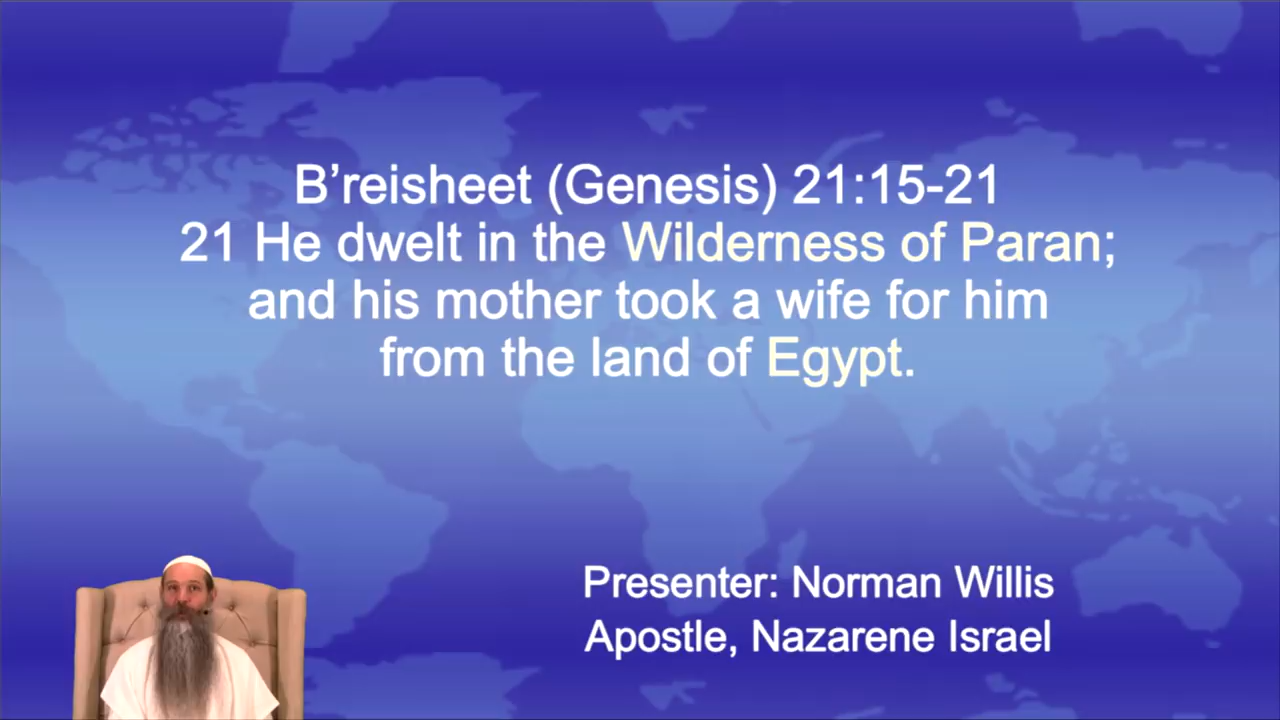 B’reisheet (Genesis) 21:15-21
21 He dwelt in the Wilderness of Paran;
and his mother took a wife for him
from the land of Egypt.
Presenter: Norman Willis
Apostle, Nazarene Israel